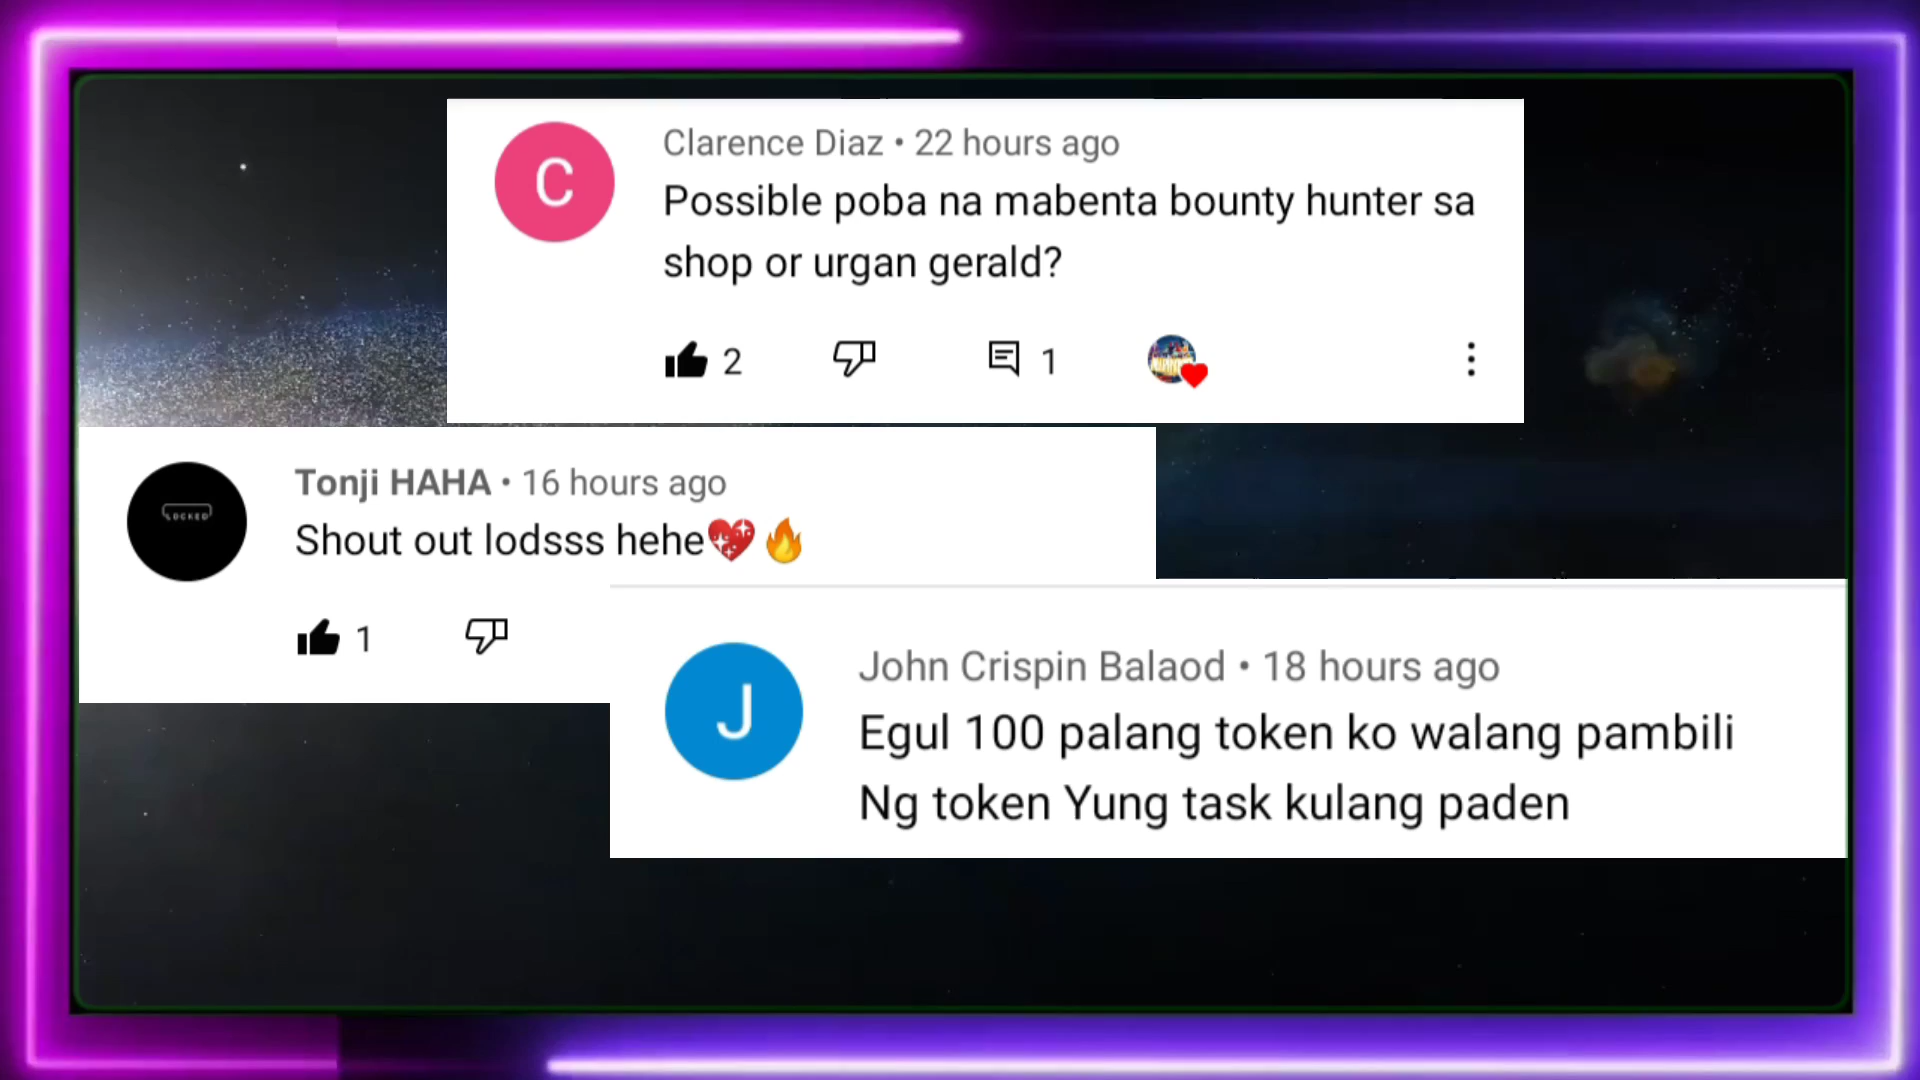 C
Clarence Diaz • 22 hours ago
Possible poba na mabenta bounty hunter sa
shop or urgan gerald?
2
1
LOCKED
Tonji HAHA • 16 hours ago
Shout out lodsss hehe💖🔥
1
J
John Crispin Balaod • 18 hours ago
Egul 100 palang token ko walang pambili
Ng token Yung task kulang paden